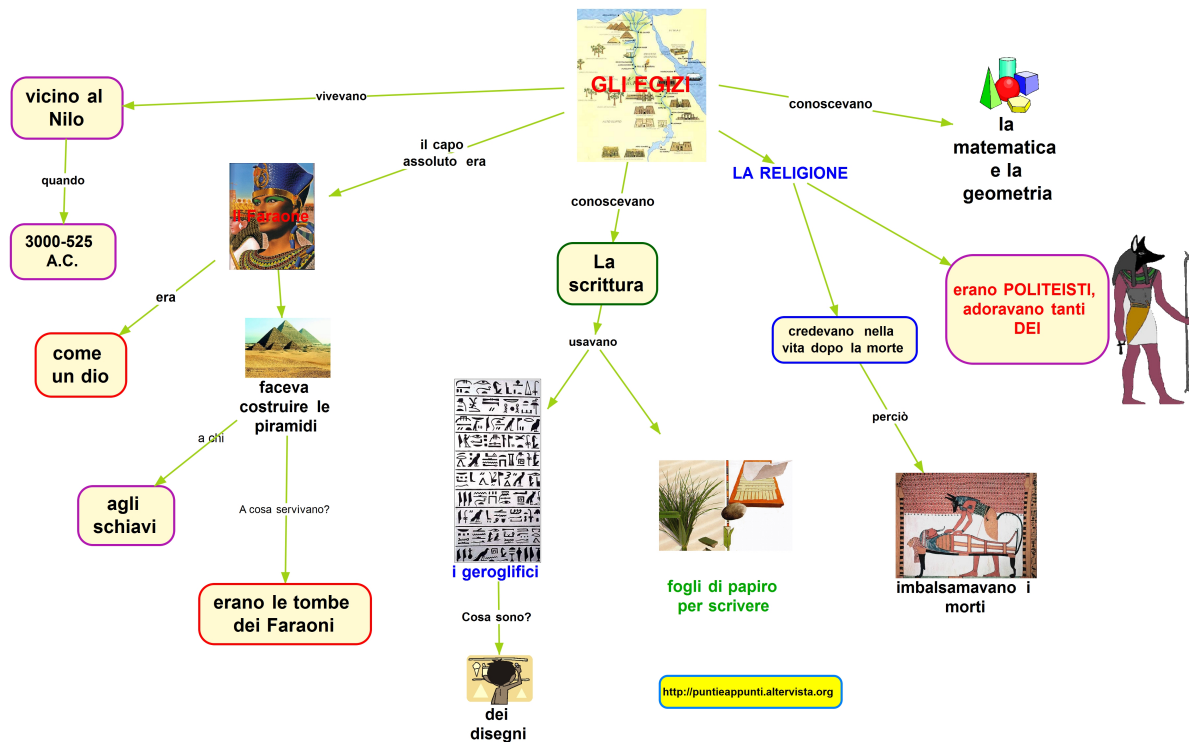 GLI EGIZI
vivevano
vicino al
Nilo
quando
3000-525
A.C.
il capo
assoluto era
Il Faraone
era
come
un dio
faceva
costruire le
piramidi
a chi
agli
schiavi
A cosa servivano?
erano le tombe
dei Faraoni
conoscevano
La
scrittura
usavano
i geroglifici
Cosa sono?
dei
disegni
fogli di papiro
per scrivere
LA RELIGIONE
credevano nella
vita dopo la morte
perciò
imbalsamavano i
morti
erano POLITEISTI,
adoravano tanti
DEI
conoscevano
la
matematica
e la
geometria
http://puntieappunti.altervista.org